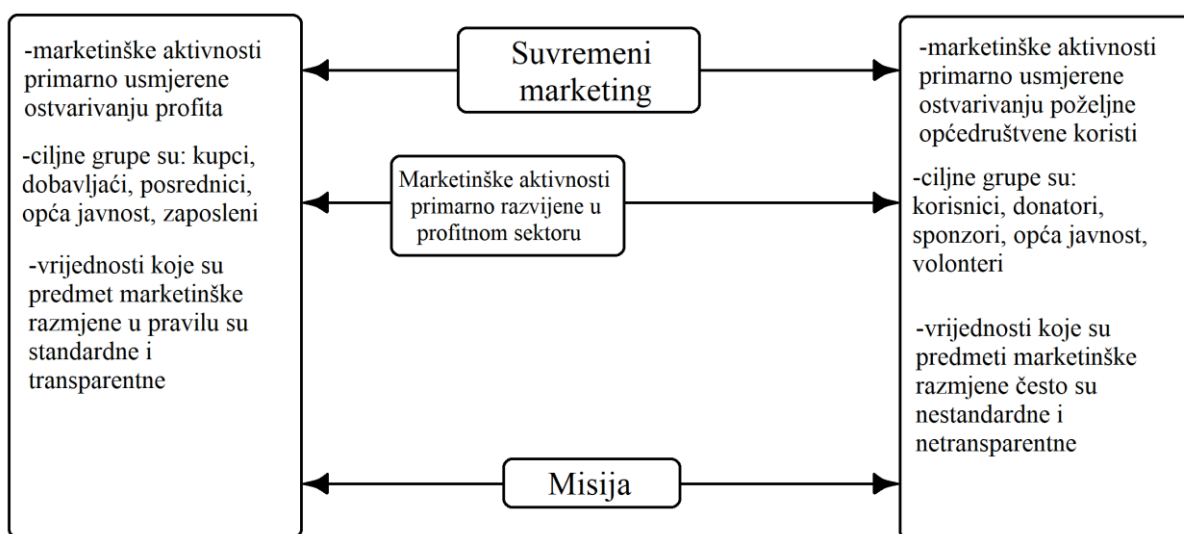 -marketinške aktivnosti
primarno usmjerene
ostvarivanju profita
-ciljne grupe su: kupci,
dobavljaći, posrednici,
opća javnost, zaposleni
-vrijednosti koje su
predmet marketinške
razmjene u pravilu su
standardne i
transparentne
Suvremeni
marketing
Marketinške aktivnosti
primarno razvijene u
profitnom sektoru
Misija
-marketinške aktivnosti
primarno usmjerene
ostvarivanju poželjne
općedruštvene koristi
-ciljne grupe su:
korisnici, donatori,
sponzori, opća javnost,
volonteri
-vrijednosti koje su
predmeti marketinške
razmjene često su
nestandardne i
netransparentne